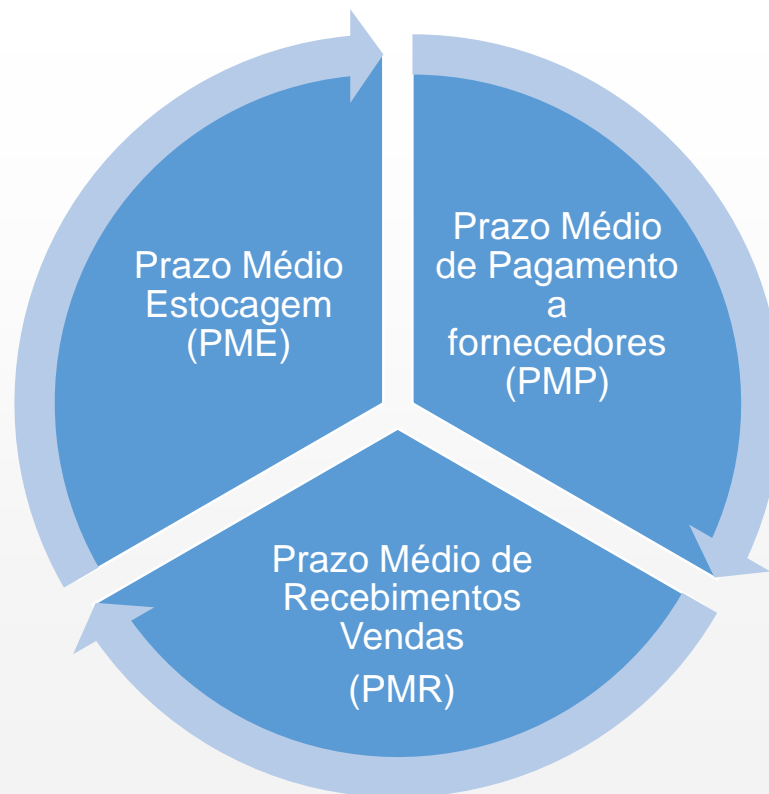 Prazo Médio
Estocagem
(PME)
Prazo Médio
de Pagamento
a
fornecedores
(PMP)
Prazo Médio de
Recebimentos
Vendas
(PMR)